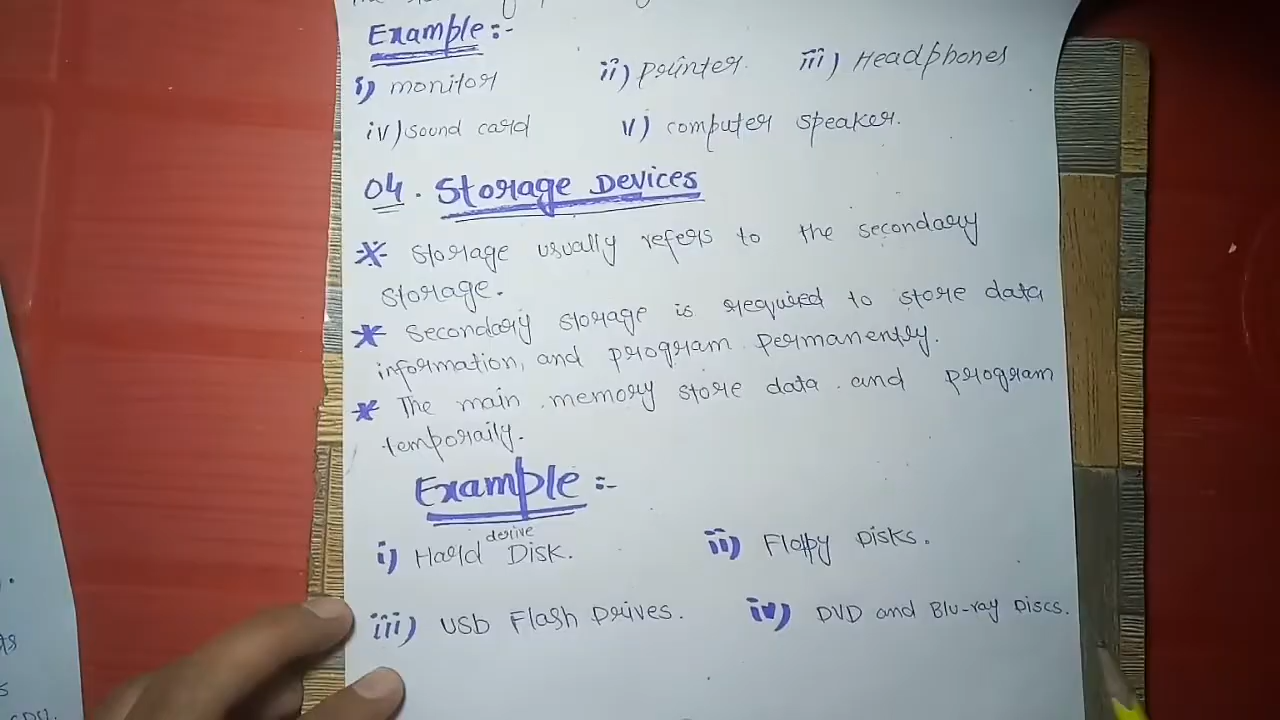 Example:-
i) monitor ii) printer. iii) Headphones
iv) sound card v) computer speaker.
04. Storage Devices
* Storage usually refers to the secondary
storage.
* Secondary storage is required to store data
information, and program permanently.
* The main memory store data and program
temporaily.
Example:-
derive
i) Hard Disk. ii) Floppy Disks.
iii) USB Flash Drives. iv) DVD and Blu-ray Discs.